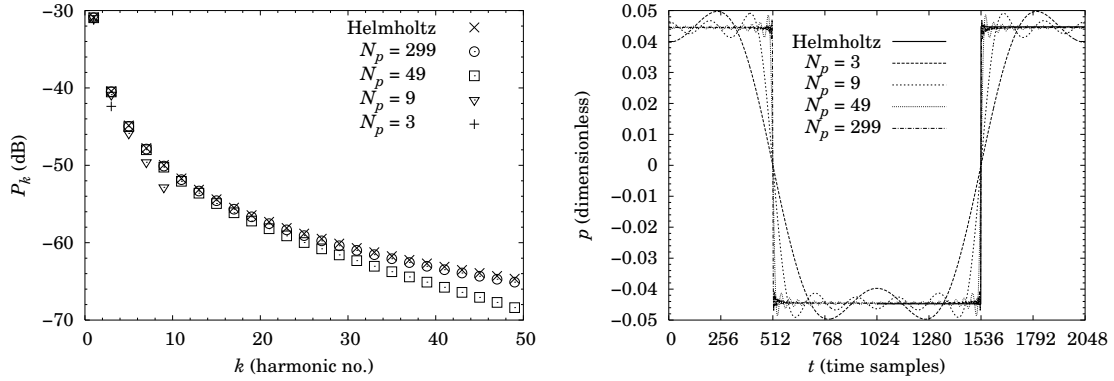 −30
−40
−50
−60
−70
P_k (dB)
0 10 20 30 40 50
k (harmonic no.)
Helmholtz
N_p = 299
N_p = 49
N_p = 9
N_p = 3
0.05
0.04
0.03
0.02
0.01
0
−0.01
−0.02
−0.03
−0.04
−0.05
p (dimensionless)
0 256 512 768 1024 1280 1536 1792 2048
t (time samples)
Helmholtz
N_p = 3
N_p = 9
N_p = 49
N_p = 299